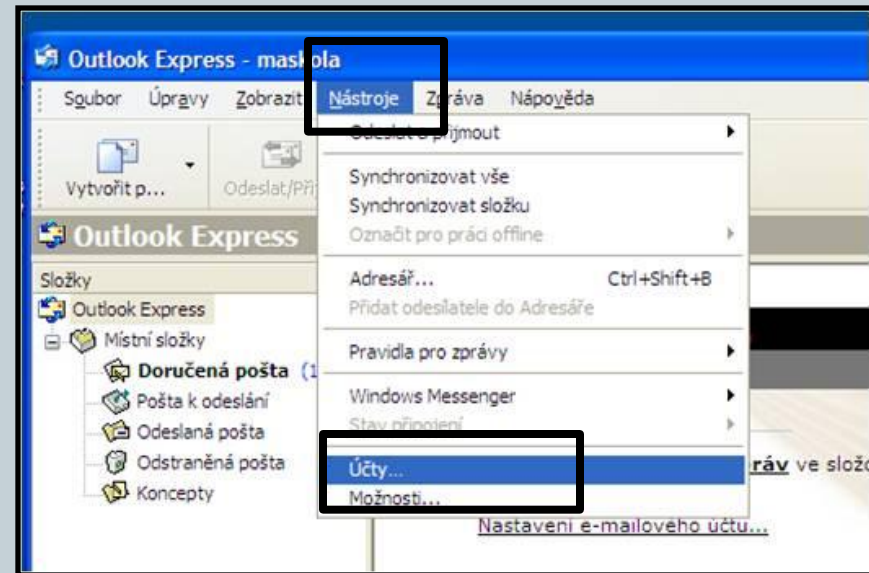 Outlook Express - maskola
Soubor Úpravy Zobrazit Nástroje Zpráva Nápověda
Vytvořit p... Odeslat/Při
Outlook Express
Složky
Outlook Express
Místní složky
Doručená pošta (1
Pošta k odeslání
Odeslaná pošta
Odstraněná pošta
Koncepty
Odeslat a přijmout
Synchronizovat vše
Synchronizovat složku
Označit pro práci offline
Adresář... Ctrl+Shift+B
Přidat odesílatele do Adresáře
Pravidla pro zprávy
Windows Messenger
Stav připojení
Účty...
Možnosti...
ráv ve složc
Nastavení e-mailového účtu...